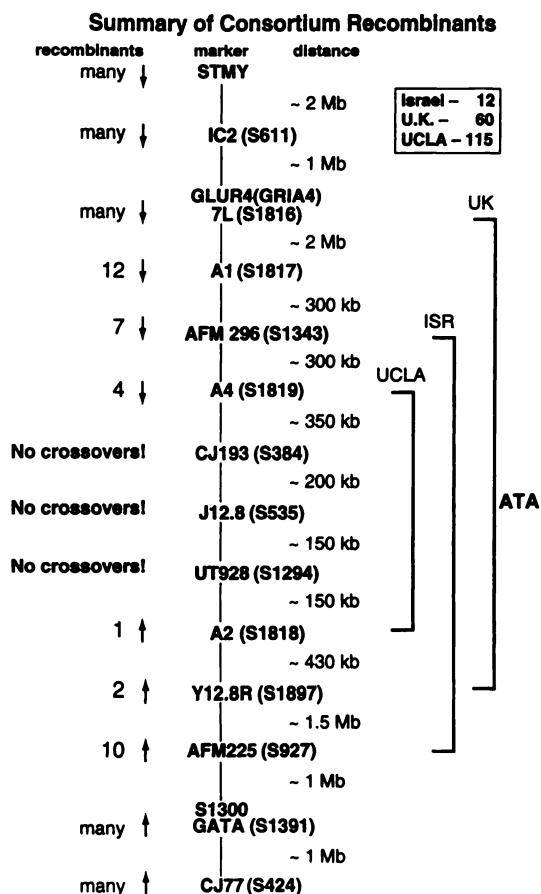 Summary of Consortium Recombinants
recombinants marker distance
many ↓ STMY
~ 2 Mb
Israel – 12
U.K. – 60
UCLA – 115
many ↓ IC2 (S611)
~ 1 Mb
GLUR4(GRIA4)
many ↓ 7L (S1816)
UK
~ 2 Mb
12 ↓ A1 (S1817)
~ 300 kb
7 ↓ AFM 296 (S1343)
ISR
~ 300 kb
UCLA
4 ↓ A4 (S1819)
~ 350 kb
No crossovers! CJ193 (S384)
~ 200 kb
ATA
No crossovers! J12.8 (S535)
~ 150 kb
No crossovers! UT928 (S1294)
~ 150 kb
1 ↑ A2 (S1818)
~ 430 kb
2 ↑ Y12.8R (S1897)
~ 1.5 Mb
10 ↑ AFM225 (S927)
~ 1 Mb
S1300
many ↑ GATA (S1391)
~ 1 Mb
many ↑ CJ77 (S424)